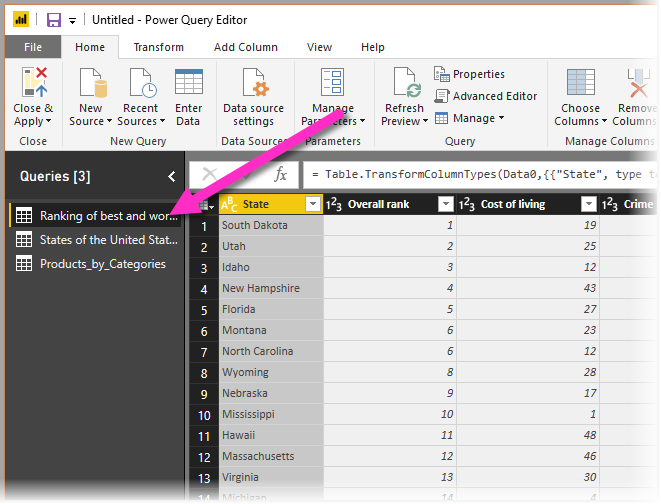 Untitled - Power Query Editor
File Home Transform Add Column View Help
Close & Apply
New Source
Recent Sources
Enter Data
Data source settings
Manage Parameters
Refresh Preview
Properties
Advanced Editor
Manage
Choose Columns
Remove Columns
Close New Query Data Sources Parameters Query Manage Columns
Queries [3]
fx = Table.TransformColumnTypes(Data0,{{"State", type
Ranking of best and wor...
States of the United Stat...
Products_by_Categories
ABC State 123 Overall rank 123 Cost of living 123 Crime
1 South Dakota 1 19
2 Utah 2 25
3 Idaho 3 12
4 New Hampshire 4 43
5 Florida 5 27
6 Montana 6 23
7 North Carolina 6 12
8 Wyoming 8 28
9 Nebraska 9 17
10 Mississippi 10 1
11 Hawaii 11 48
12 Massachusetts 12 46
13 Virginia 13 30
14 Michigan 14 4